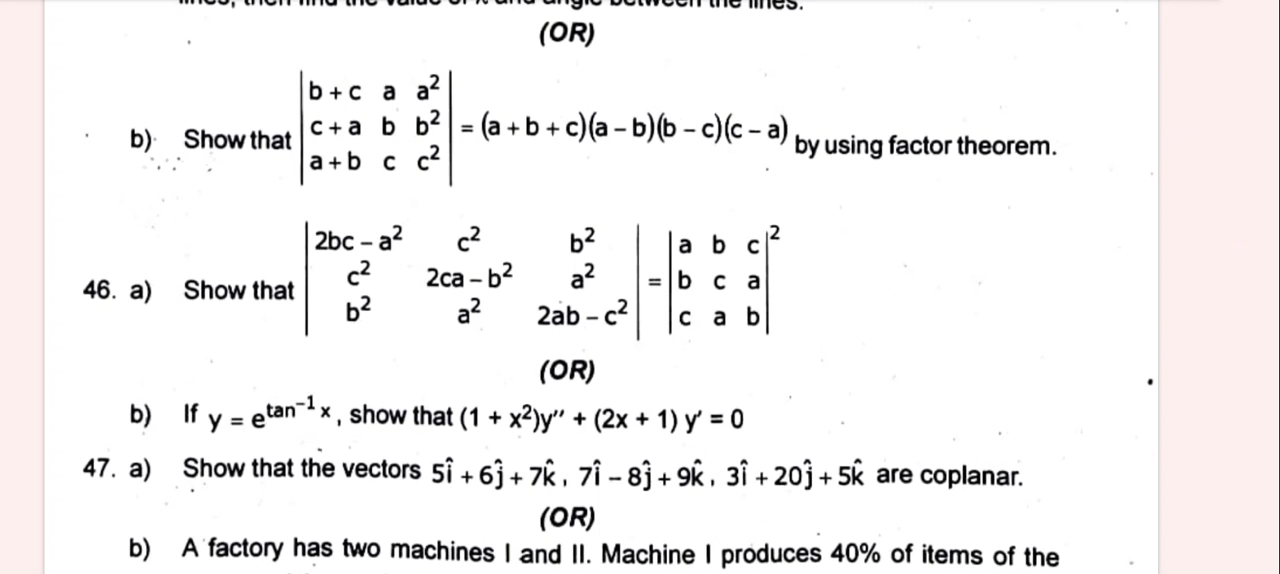 (OR)
b) Show that | b + c a a² | = (a + b + c)(a – b)(b – c)(c – a) by using factor theorem.
| c + a b b² |
| a + b c c² |
46. a) Show that | 2bc – a² c² b² | = | a b c |²
| c² 2ca – b² a² | | b c a |
| b² a² 2ab – c² | | c a b |
(OR)
b) If y = e^tan⁻¹x , show that (1 + x²)y″ + (2x + 1) y′ = 0
47. a) Show that the vectors 5î + 6ĵ + 7k̂ , 7î – 8ĵ + 9k̂ , 3î + 20ĵ + 5k̂ are coplanar.
(OR)
b) A factory has two machines I and II. Machine I produces 40% of items of the